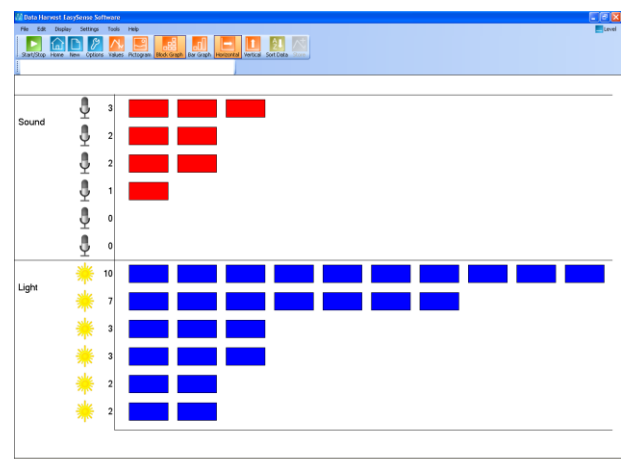 Data Harvest EasySense Software
File Edit Display Settings Tools Help
Level
Start/Stop Home New Options Values Pictogram Block Graph Bar Graph Horizontal Vertical Sort Data
Sound
3
2
2
1
0
0
Light
10
7
3
3
2
2